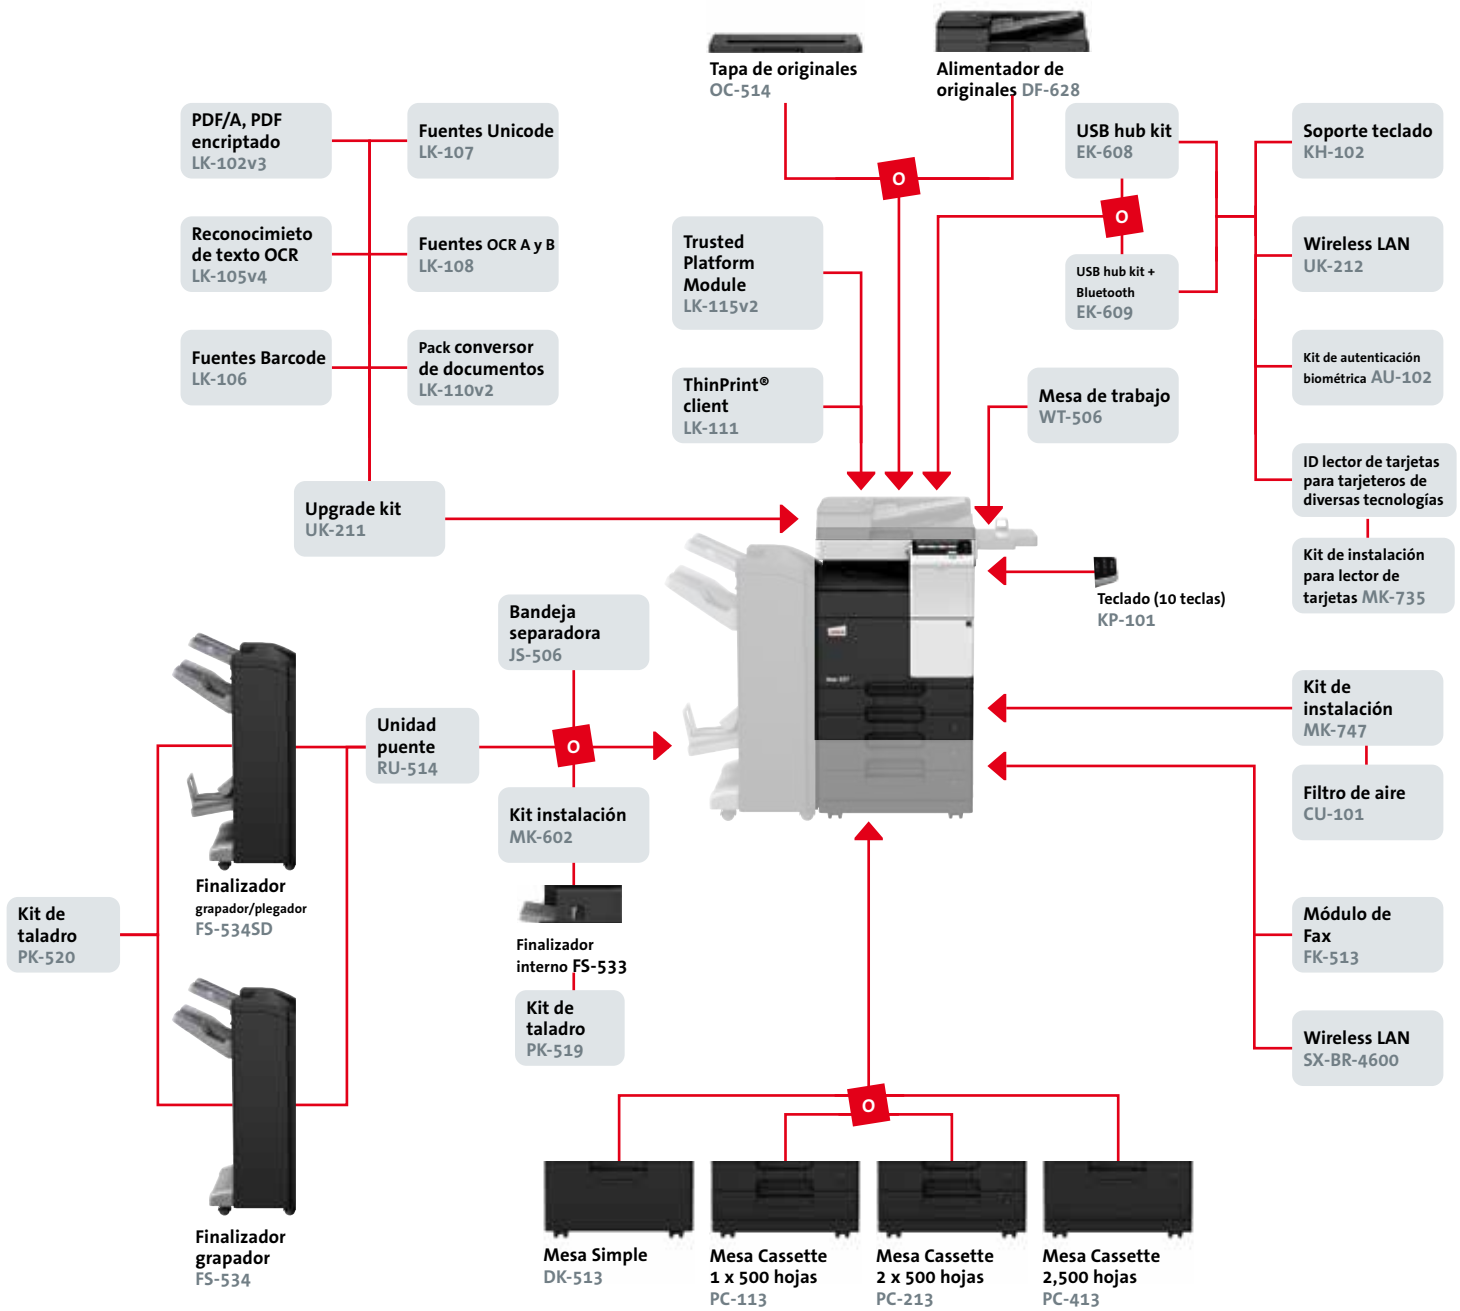 Tapa de originales
OC-514
Alimentador de
originales DF-628
PDF/A, PDF
encriptado
LK-102v3
Fuentes Unicode
LK-107
USB hub kit
EK-608
Soporte teclado
KH-102
O
O
Reconocimieto
de texto OCR
LK-105v4
Fuentes OCR A y B
LK-108
Trusted
Platform
Module
LK-115v2
USB hub kit +
Bluetooth
EK-609
Wireless LAN
UK-212
Fuentes Barcode
LK-106
Pack conversor
de documentos
LK-110v2
ThinPrint®
client
LK-111
Mesa de trabajo
WT-506
Kit de autenticación
biométrica AU-102
ID lector de tarjetas
para tarjeteros de
diversas tecnologías
Upgrade kit
UK-211
Kit de instalación
para lector de
tarjetas MK-735
Teclado (10 teclas)
KP-101
Bandeja
separadora
JS-506
Unidad
puente
RU-514
O
Kit de
instalación
MK-747
Kit instalación
MK-602
Filtro de aire
CU-101
Finalizador
grapador/plegador
FS-534SD
Kit de
taladro
PK-520
Finalizador
interno FS-533
Módulo de
Fax
FK-513
Kit de
taladro
PK-519
Wireless LAN
SX-BR-4600
O
Finalizador
grapador
FS-534
Mesa Simple
DK-513
Mesa Cassette
1 x 500 hojas
PC-113
Mesa Cassette
2 x 500 hojas
PC-213
Mesa Cassette
2,500 hojas
PC-413